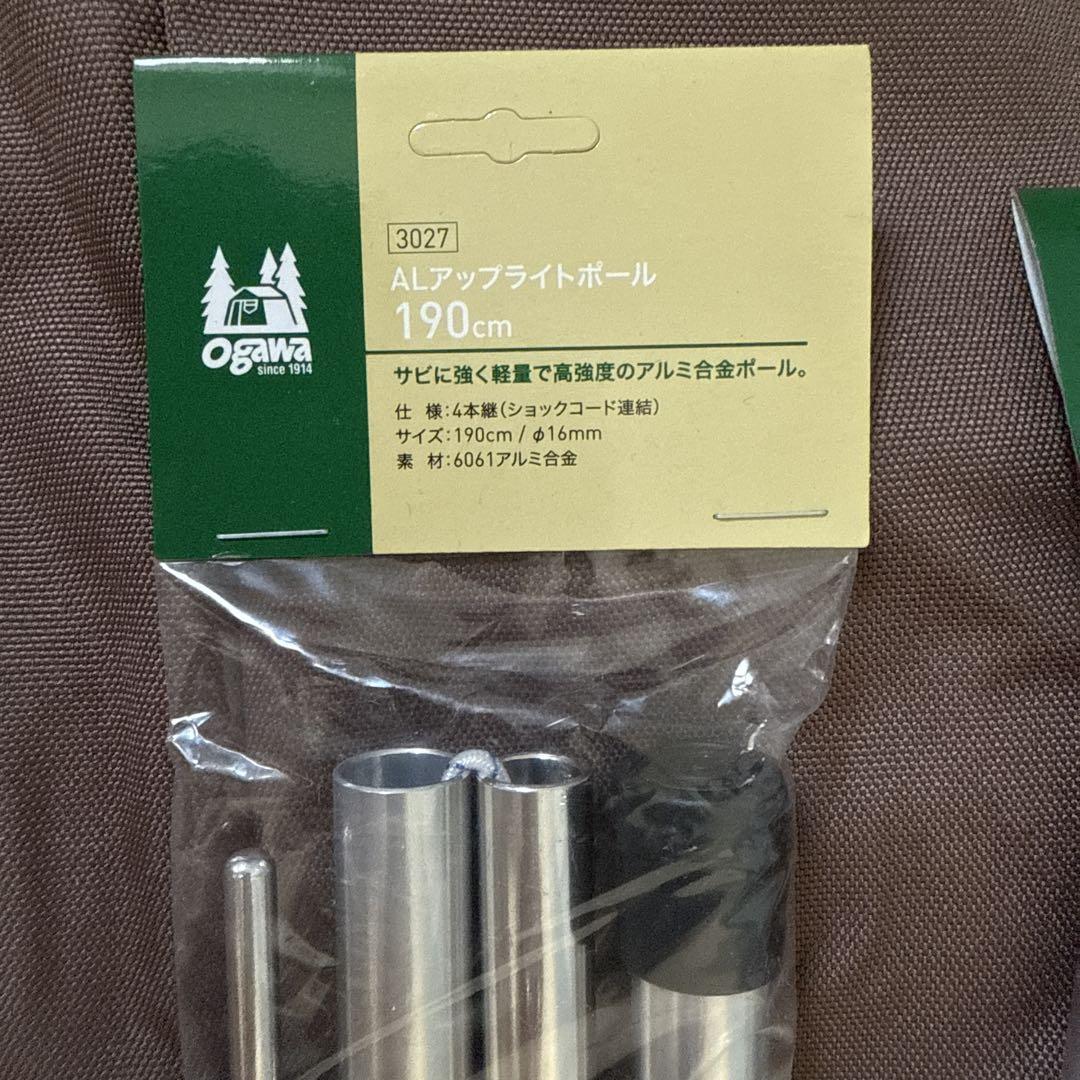 3027
ALアップライトポール
190cm
ogawa
since 1914
サビに強く軽量で高強度のアルミ合金ポール。
仕 様:4本継(ショックコード連結)
サイズ:190cm / φ16mm
素 材:6061アルミ合金